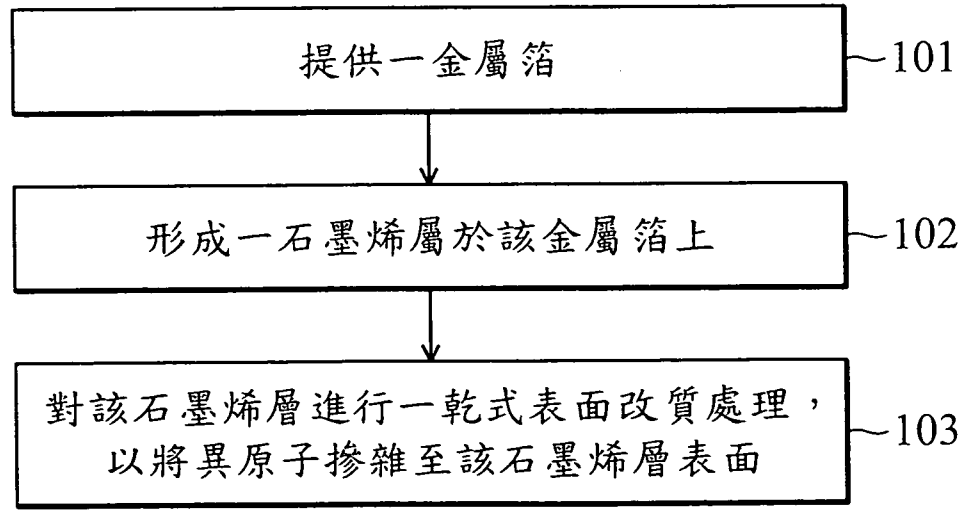 提供一金屬箔
101
形成一石墨烯屬於該金屬箔上
102
對該石墨烯層進行一乾式表面改質處理，
以將異原子摻雜至該石墨烯層表面
103